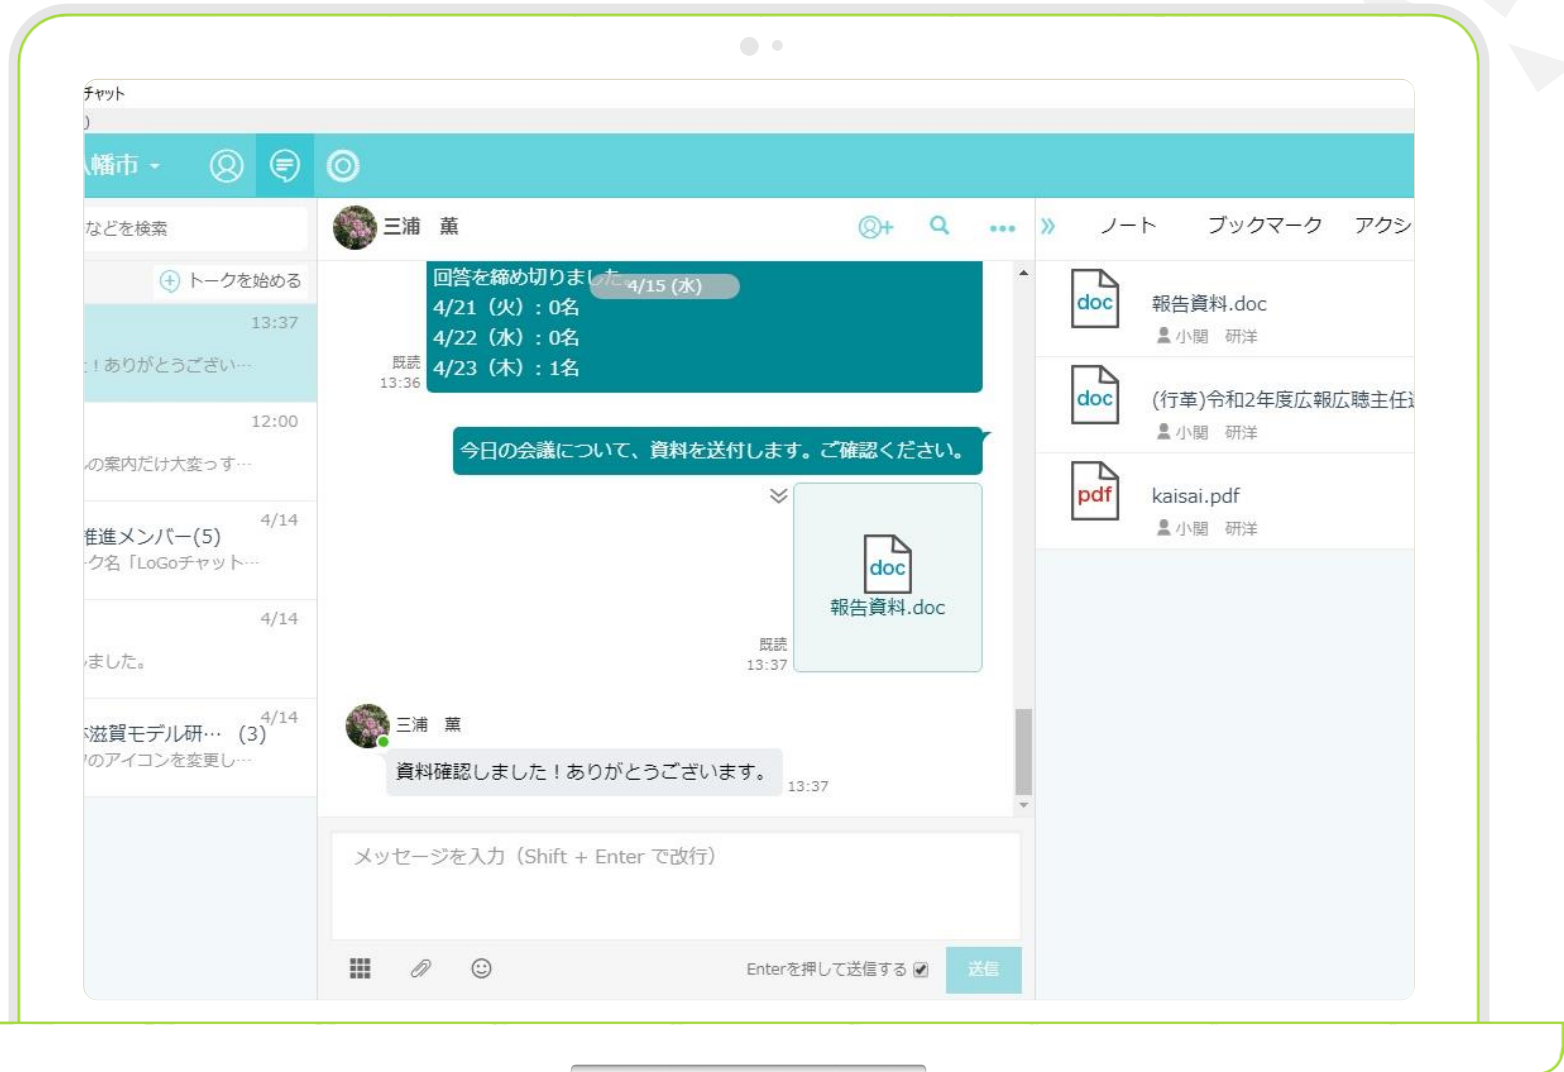 チャット
)
八幡市
などを検索
トークを始める
13:37
!ありがとうござい…
12:00
の案内だけ大変っす…
4/14
推進メンバー(5)
ク名「LoGoチャット…
4/14
ました。
4/14
滋賀モデル研… (3)
のアイコンを変更し…
三浦 薫
回答を締め切りました。
4/15 (水)
4/21（火）: 0名
4/22（水）: 0名
4/23（木）: 1名
既読
13:36
今日の会議について、資料を送付します。ご確認ください。
doc
報告資料.doc
既読
13:37
三浦 薫
資料確認しました！ありがとうございます。
13:37
メッセージを入力（Shift + Enter で改行）
Enterを押して送信する
送信
ノート ブックマーク アクシ
doc
報告資料.doc
小関 研洋
doc
(行革)令和2年度広報広聴主任
小関 研洋
pdf
kaisai.pdf
小関 研洋